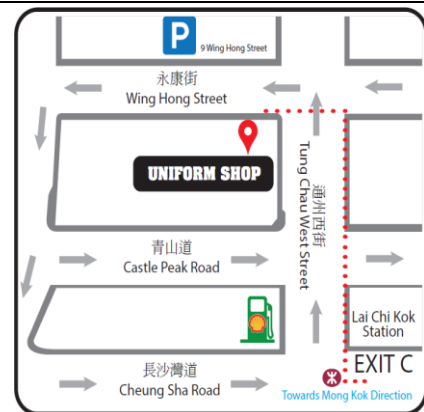 P
9 Wing Hong Street
永康街
Wing Hong Street
UNIFORM SHOP
通州西街
Tung Chau West Street
青山道
Castle Peak Road
Lai Chi Kok
Station
EXIT C
長沙灣道
Cheung Sha Road
Towards Mong Kok Direction